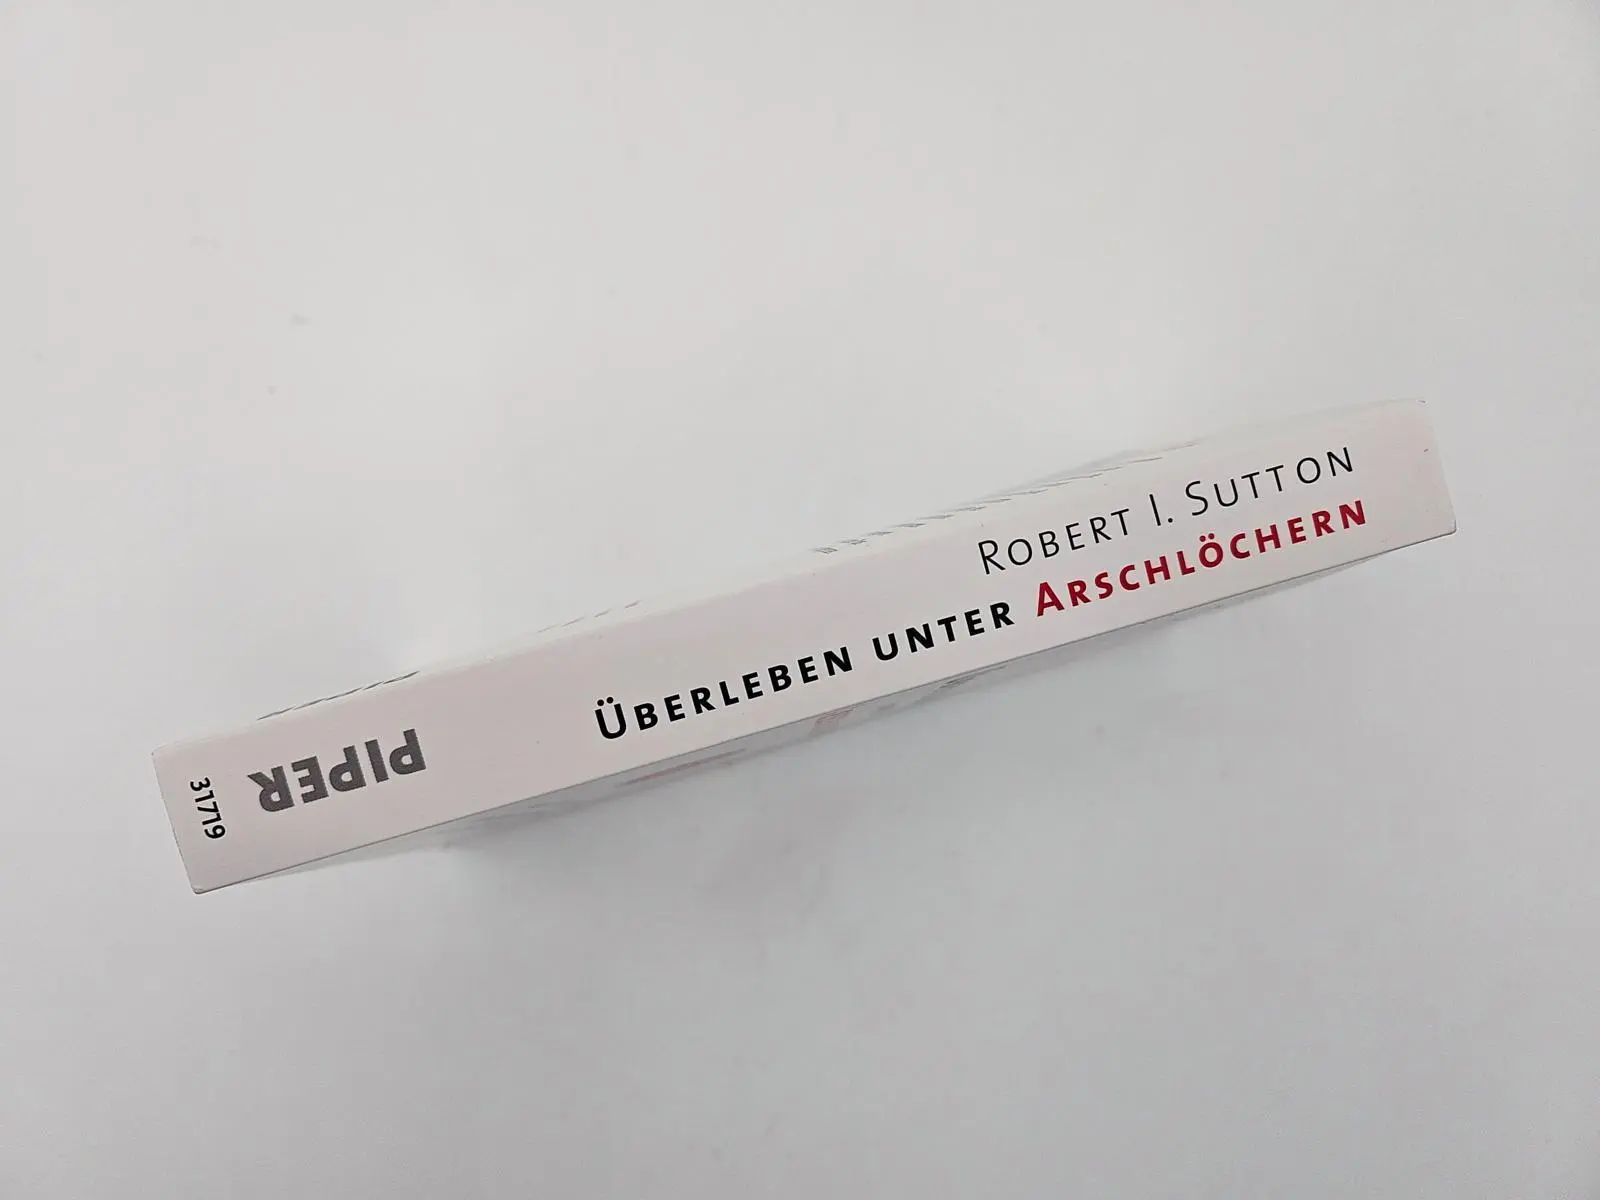 ROBERT I. SUTTON
ÜBERLEBEN UNTER ARSCHLÖCHERN
PIPER
31719